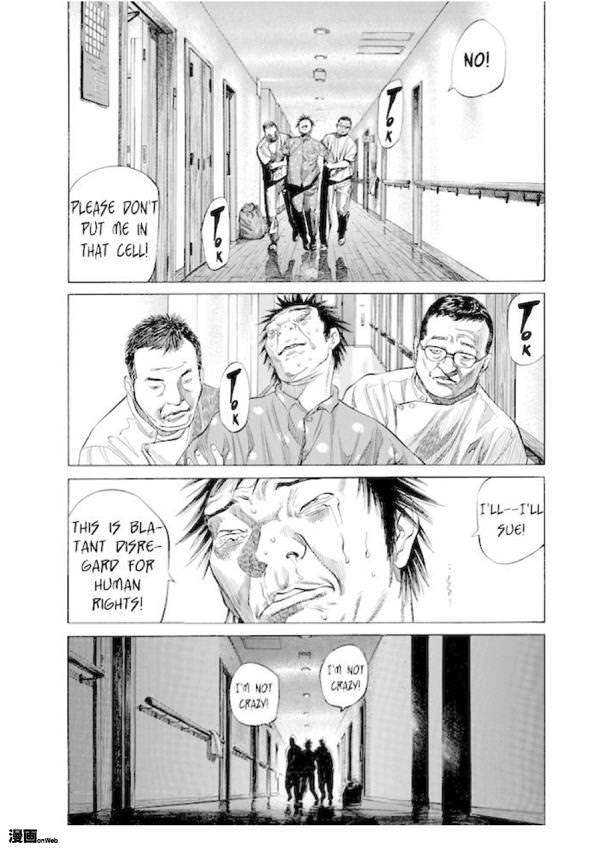 NO!
TOK
PLEASE DON'T
PUT ME IN
THAT CELL!
TOK
TOK
TOK
I'LL--I'LL
SUE!
THIS IS BLA-
TANT DISRE-
GARD FOR
HUMAN
RIGHTS!
I'M NOT
CRAZY!
I'M NOT
CRAZY!
漫画onWeb